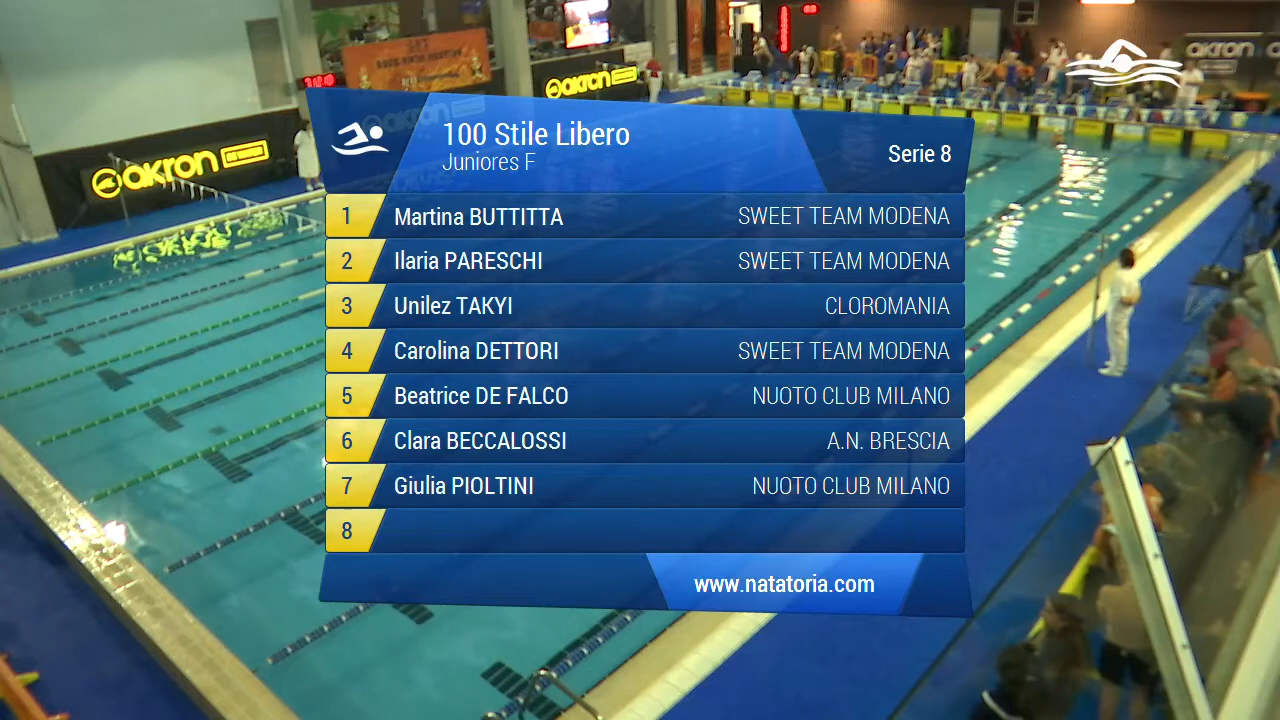 akron
akron
akron
100 Stile Libero
Juniores F
Serie 8
1 Martina BUTTITTA SWEET TEAM MODENA
2 Ilaria PARESCHI SWEET TEAM MODENA
3 Unilez TAKYI CLOROMANIA
4 Carolina DETTORI SWEET TEAM MODENA
5 Beatrice DE FALCO NUOTO CLUB MILANO
6 Clara BECCALOSSI A.N. BRESCIA
7 Giulia PIOLTINI NUOTO CLUB MILANO
8
www.natatoria.com